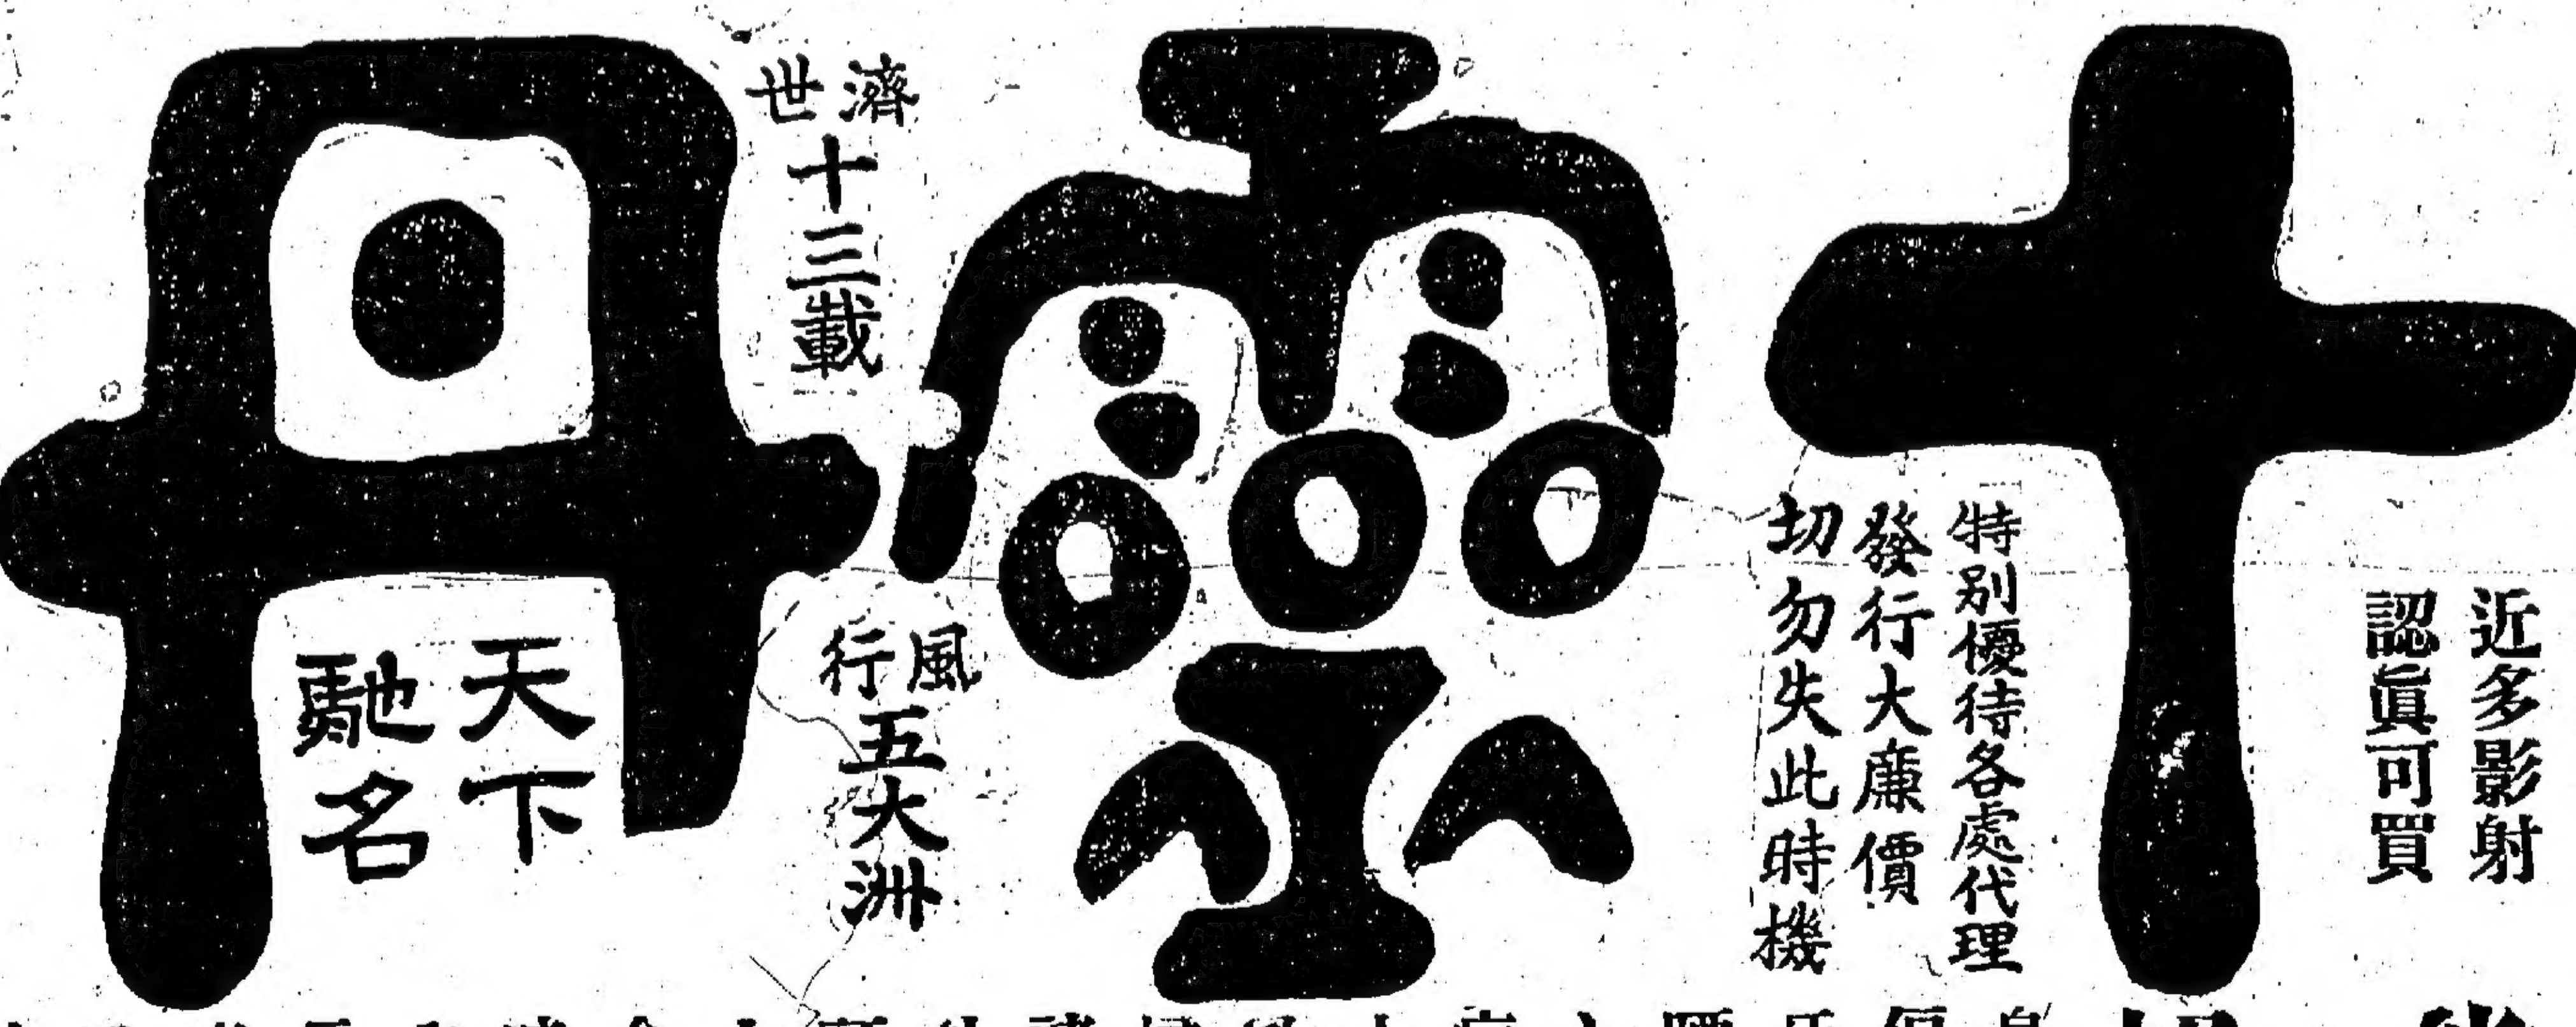 十靈丹
近多影射
認眞可買
特别優待各處代理
發行大廉價
切勿失此時機
濟世十三載
風行五大洲
天下
馳名